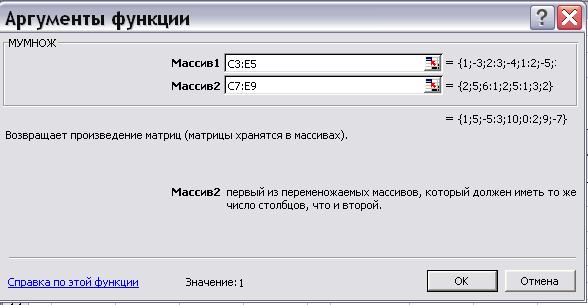 Аргументы функции
МУМНОЖ
Массив1 C3:E5 = {1;-3;2:3;-4;1:2;-5;
Массив2 C7:E9 = {2;5;6:1;2;5:1;3;2}
= {1;5;-5:3;10;0:2;9;-7}
Возвращает произведение матриц (матрицы хранятся в массивах).
Массив2 первый из перемножаемых массивов, который должен иметь то же
число столбцов, что и второй.
Справка по этой функции Значение:1 ОК Отмена